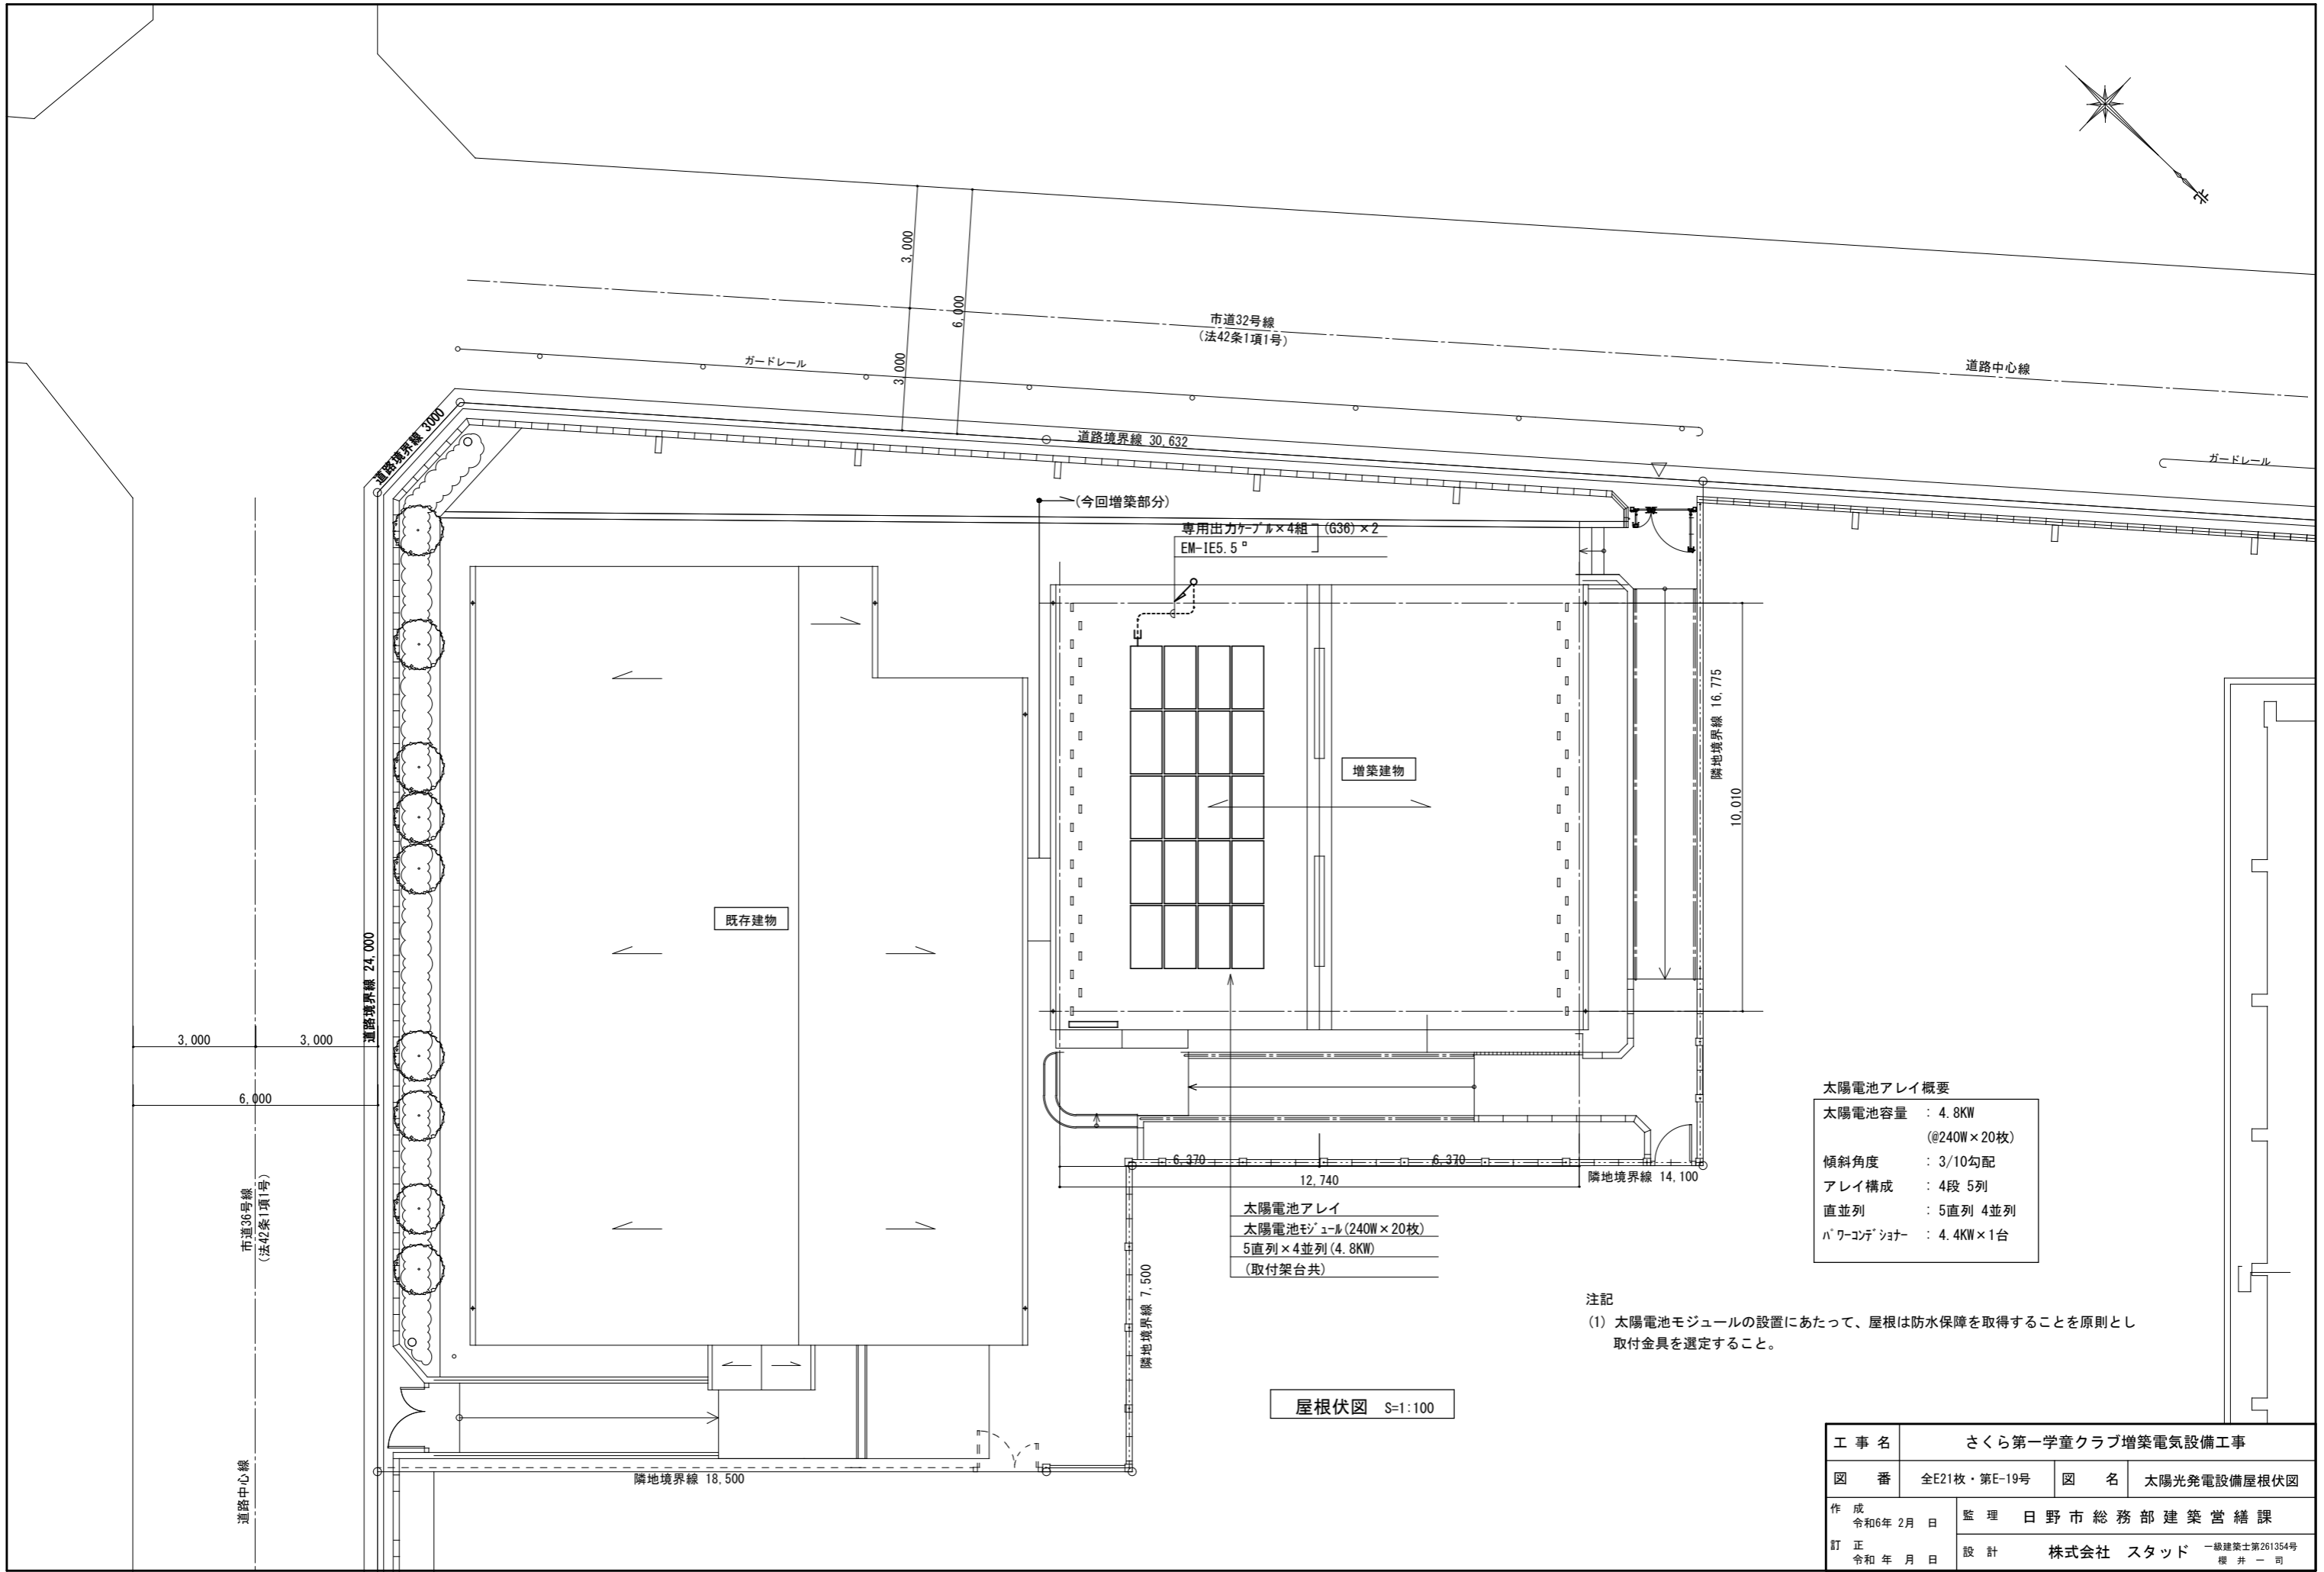 北
3,000
6,000
3,000
市道32号線
(法42条1項1号)
道路中心線
ガードレール
ガードレール
道路境界線 3000
道路境界線 30,632
(今回増築部分)
専用出力ケーブル×4組 (G36)×2
EM-IE5.5°
隣地境界線 16,775
10,010
増築建物
既存建物
道路境界線 24,000
3,000 3,000
6,000
市道36号線
(法42条1項1号)
道路中心線
6,370 6,370
12,740
隣地境界線 14,100
太陽電池アレイ
太陽電池モジュール(240W×20枚)
5直列×4並列(4.8KW)
(取付架台共)
隣地境界線 7,500
隣地境界線 18,500
太陽電池アレイ概要
太陽電池容量 : 4.8KW
(@240W×20枚)
傾斜角度 : 3/10勾配
アレイ構成 : 4段 5列
直並列 : 5直列 4並列
パワーコンデショナー : 4.4KW×1台
注記
(1) 太陽電池モジュールの設置にあたって、屋根は防水保障を取得することを原則とし
取付金具を選定すること。
屋根伏図 S=1:100
工事名 さくら第一学童クラブ増築電気設備工事
図番 全E21枚・第E-19号 図名 太陽光発電設備屋根伏図
作成 令和6年 2月 日
監理 日野市総務部建築営繕課
訂正 令和 年 月 日
設計 株式会社 スタッド 一級建築士第261354号
櫻井一司